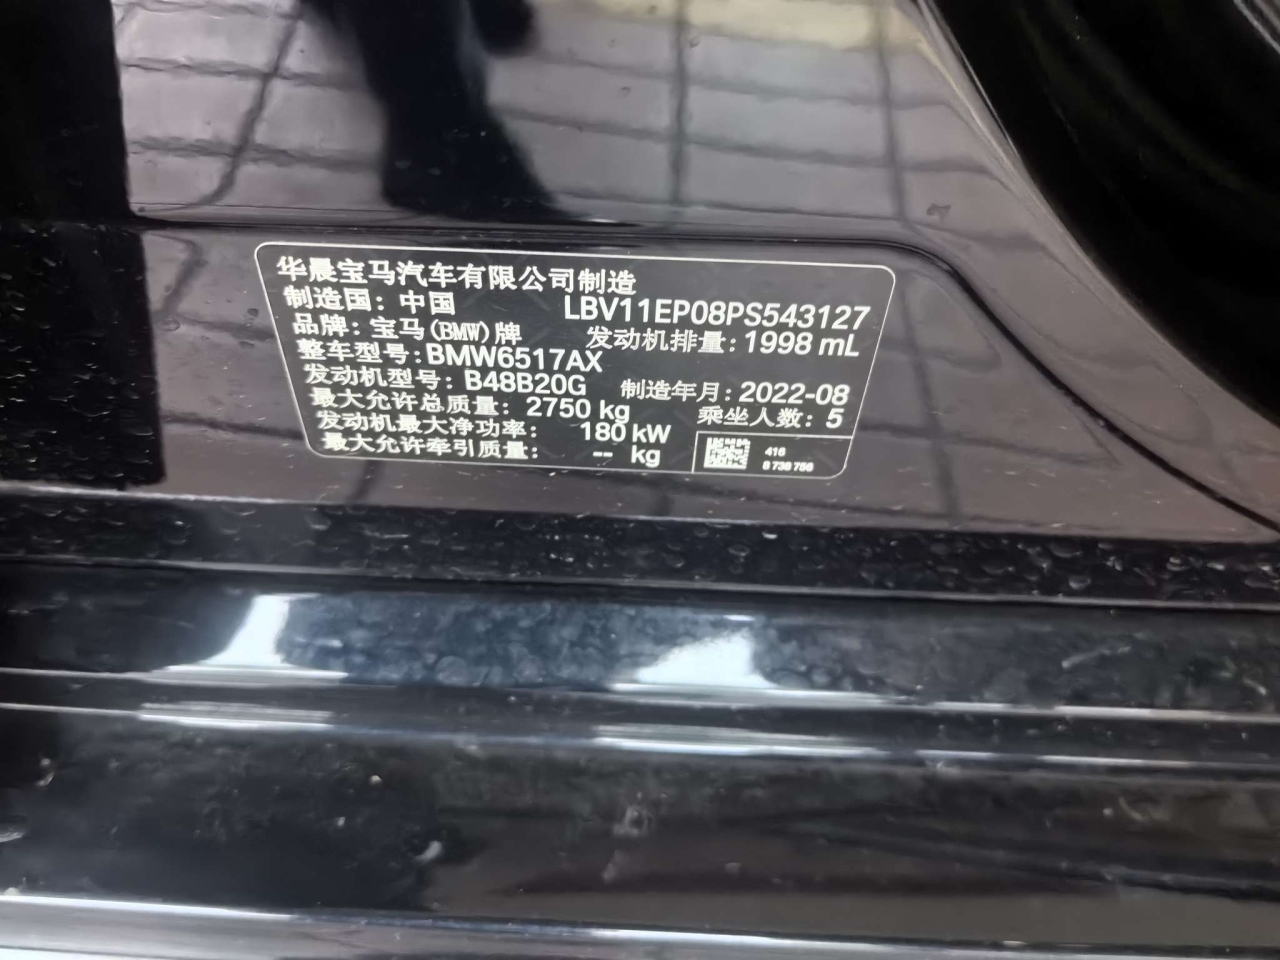 华晨宝马汽车有限公司制造
制造国：中国 LBV11EP08PS543127
品牌：宝马(BMW)牌 发动机排量：1998 mL
整车型号：BMW6517AX
发动机型号：B48B20G 制造年月：2022-08
最大允许总质量：2750 kg 乘坐人数：5
发动机最大净功率：180 kW
最大允许牵引质量：-- kg
416